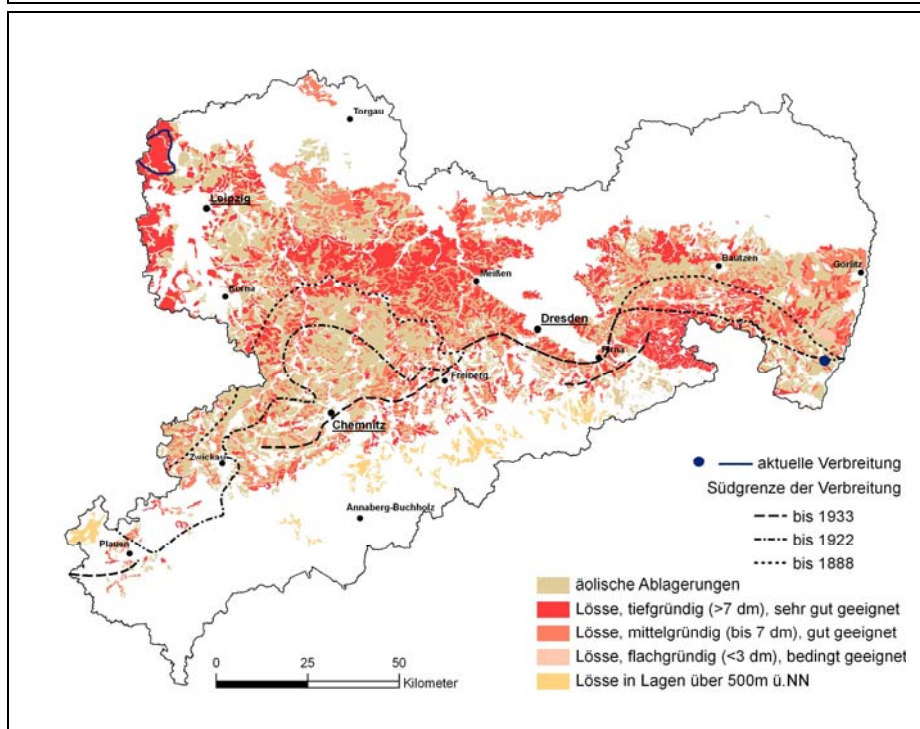 Torgau
Leipzig
Borna
Meißen
Bautzen
Görlitz
Dresden
Pirna
Freiberg
Chemnitz
Zwickau
Annaberg-Buchholz
Plauen
aktuelle Verbreitung
Südgrenze der Verbreitung
bis 1933
bis 1922
bis 1888
äolische Ablagerungen
Lösse, tiefgründig (>7 dm), sehr gut geeignet
Lösse, mittelgründig (bis 7 dm), gut geeignet
Lösse, flachgründig (<3 dm), bedingt geeignet
Lösse in Lagen über 500m ü.NN
0 25 50
Kilometer